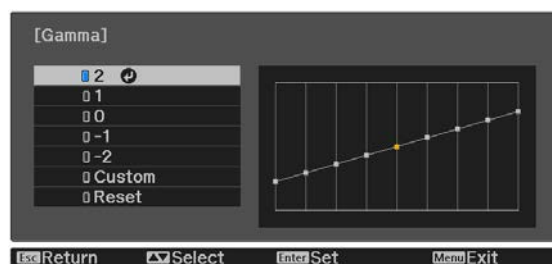 [Gamma]
2
1
0
-1
-2
Custom
Reset
Esc Return Select Enter Set Menu Exit